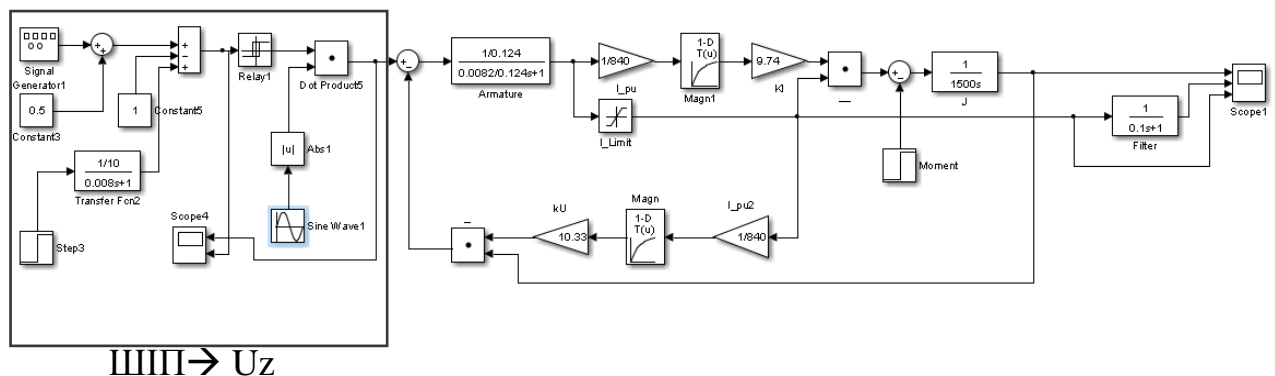 Signal
Generator1
0.5
Constant3
1
Constant5
Relay1
Dot Product5
|u|
Abs1
Sine Wave1
1/10
0.008s+1
Transfer Fcn2
Step3
Scope4
1/0.124
0.0082/0.124s+1
Armature
1/840
I_pu
1-D
T(u)
Magn1
9.74
kI
I_Limit
1
1500s
J
Moment
1
0.1s+1
Filter
Scope1
kU
10.33
Magn
1-D
T(u)
I_pu2
1/840
ШІП→ Uz